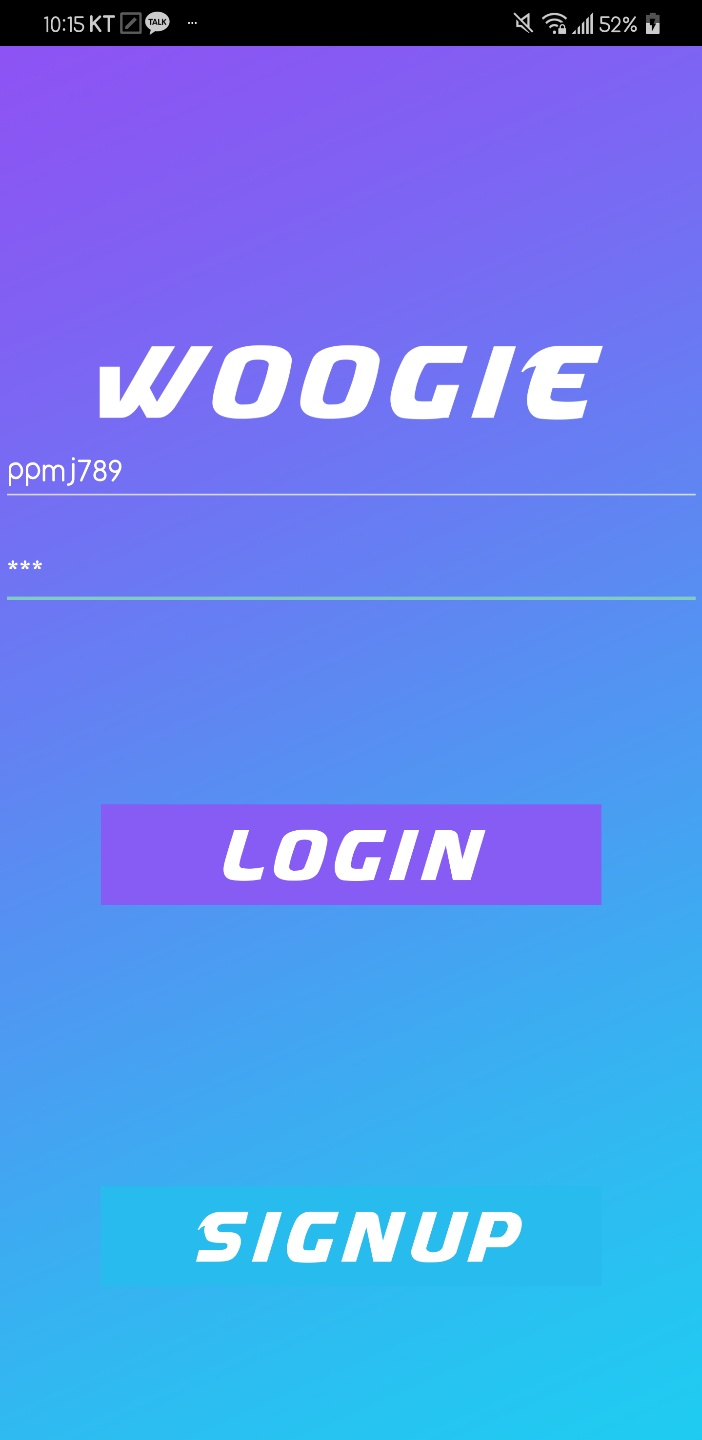 10:15 KT TALK ... 52%
WOOGIE
ppmj789
***
LOGIN
SIGNUP